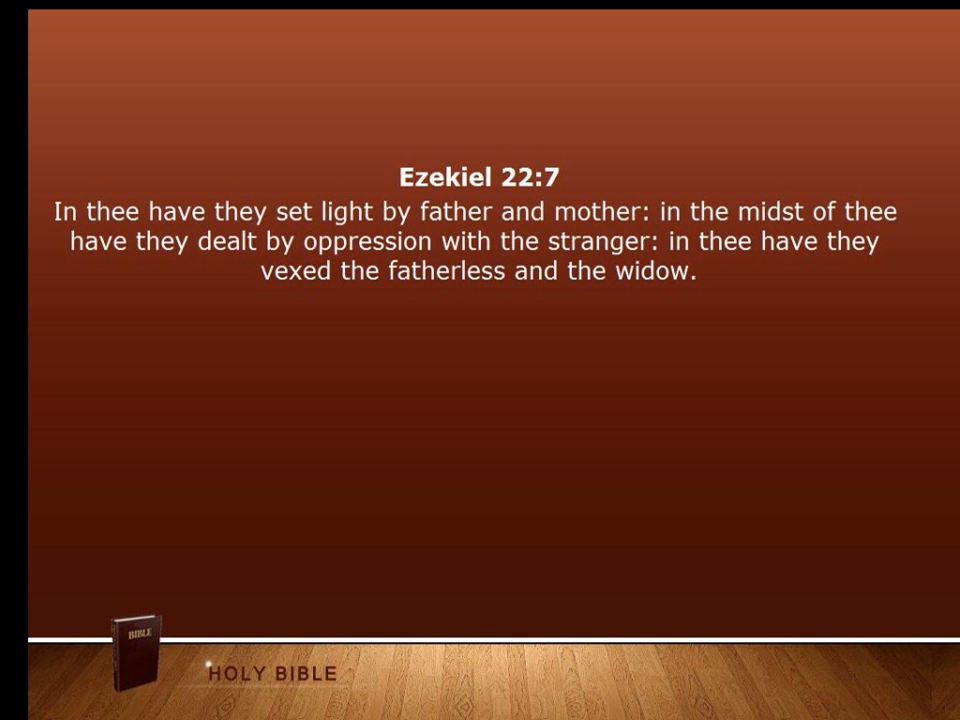 Ezekiel 22:7
In thee have they set light by father and mother: in the midst of thee
have they dealt by oppression with the stranger: in thee have they
vexed the fatherless and the widow.
BIBLE
HOLY BIBLE